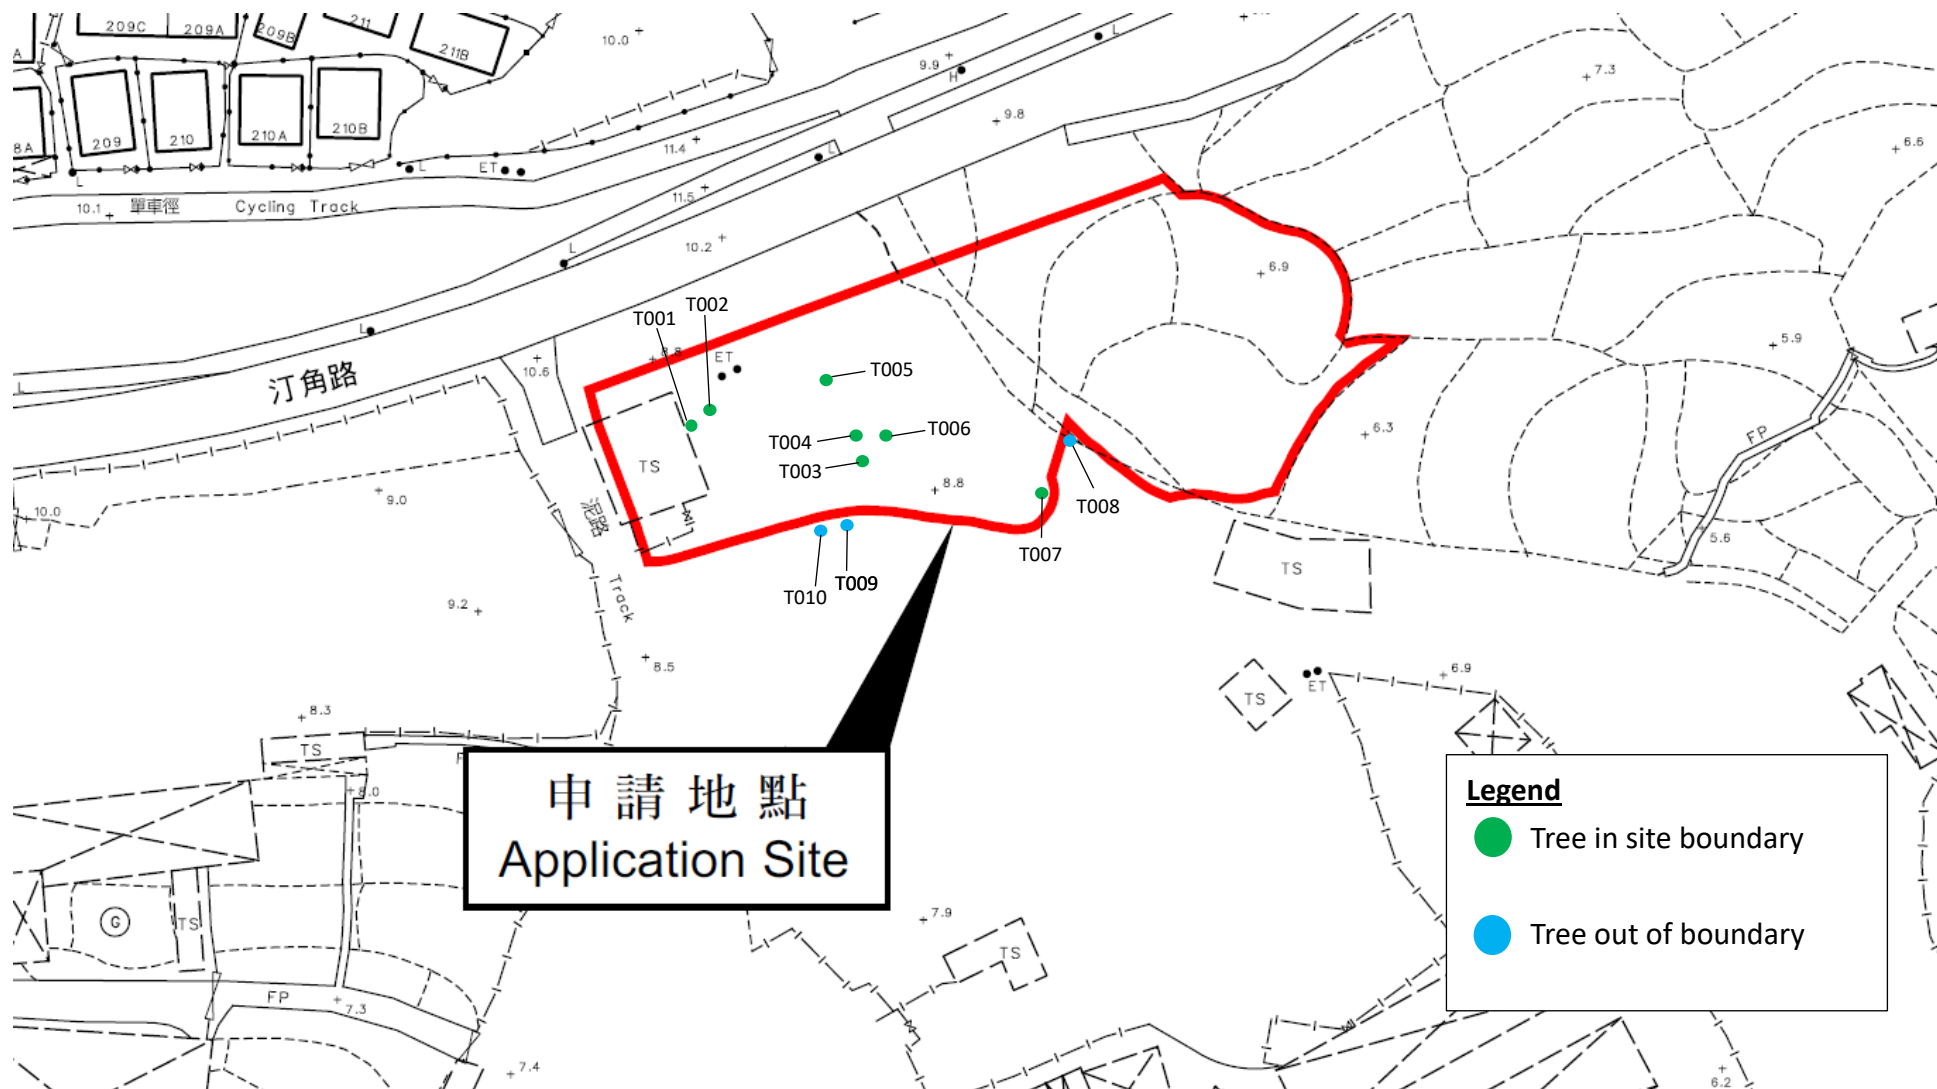 209C
209A
209B
211
211B
A
10.0
9.9
H
L
7.3
9.8
8A
209
210
210A
210B
11.4
L
6.6
L
L
ET
11.5
10.1
單車徑
Cycling Track
10.2
L
6.9
T002
T001
L
8.8
ET
5.9
10.6
T005
L
汀角路
T004
T006
6.3
FP
T003
TS
9.0
8.8
T008
10.0
泥路
5.6
T007
TS
T009
T010
9.2
Track
8.5
6.9
ET
TS
8.3
TS
8.0
申請地點
Application Site
Legend
Tree in site boundary
Tree out of boundary
G
TS
7.9
TS
FP
7.3
7.4
6.2